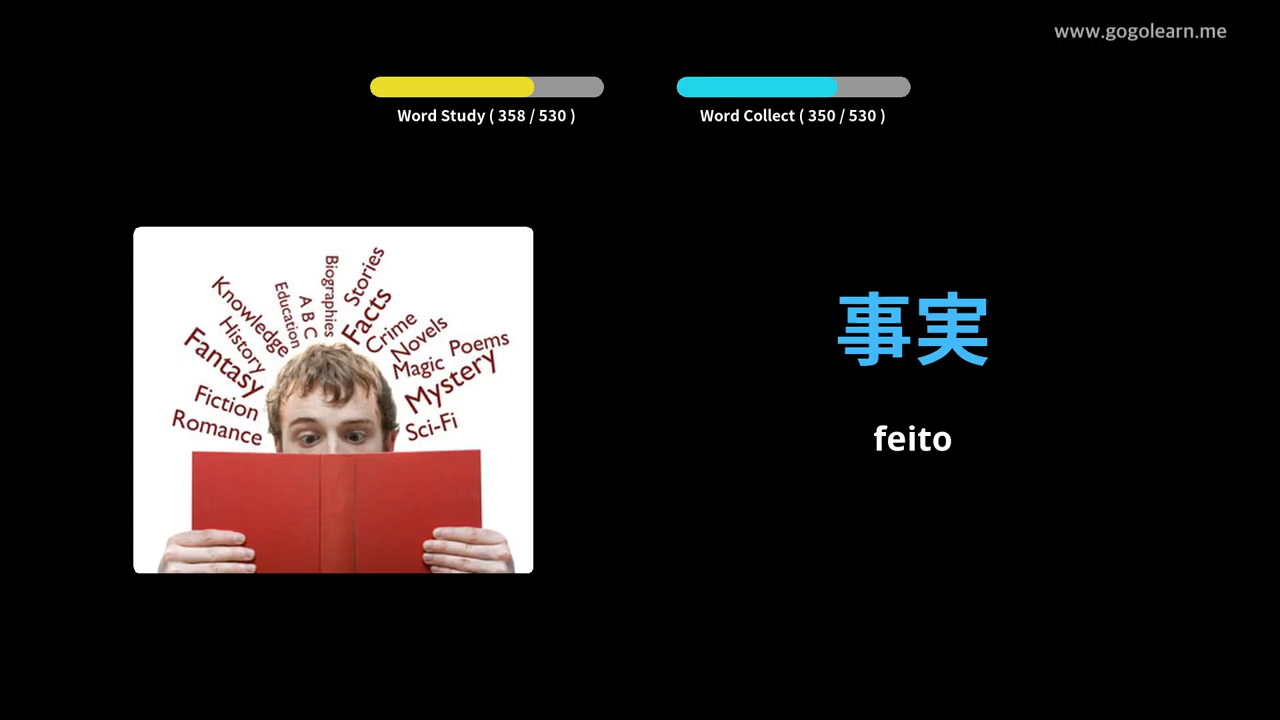 www.gogolearn.me
Word Study ( 358 / 530 )
Word Collect ( 350 / 530 )
Knowledge
Education
A B C
Biographies
Stories
Facts
History
Crime
Novels
Fantasy
Magic
Poems
Mystery
Fiction
Romance
Sci-Fi
事実
feito